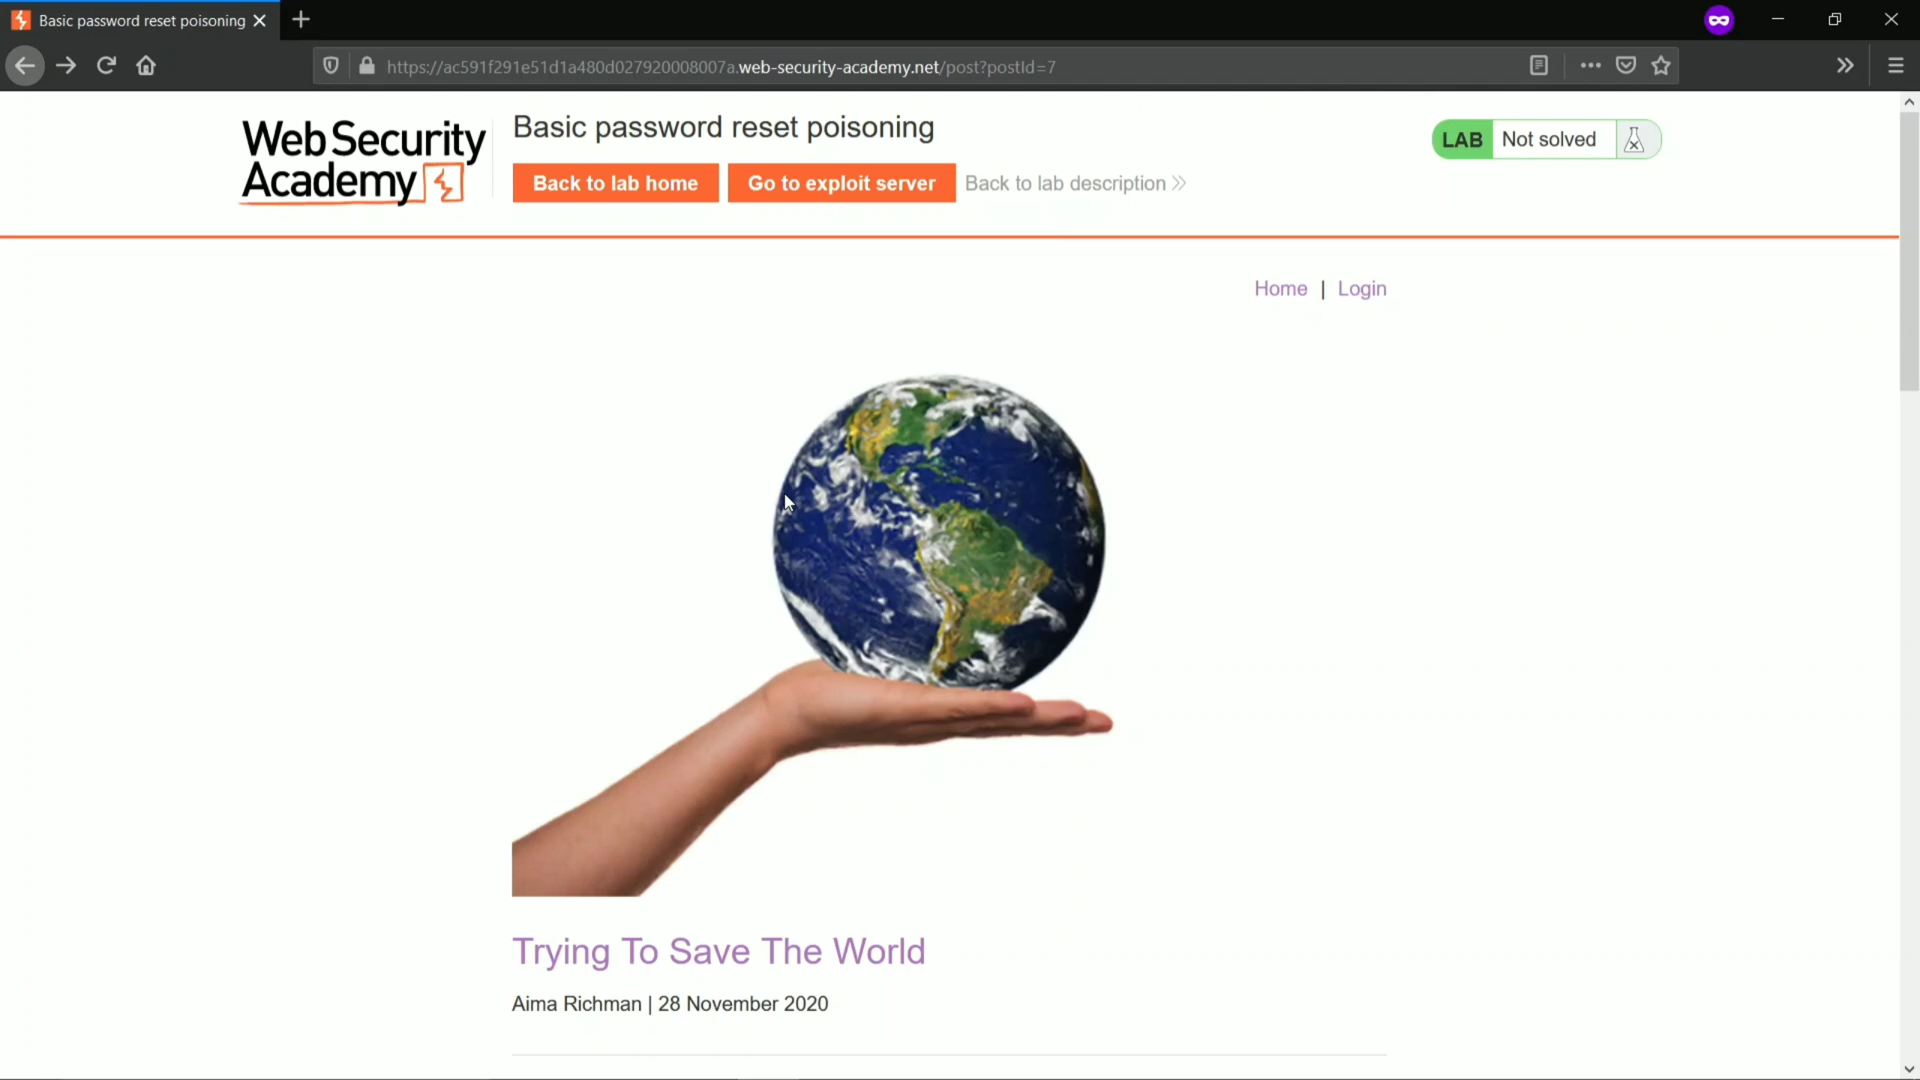 Basic password reset poisoning
https://ac591f291e51d1a480d027920008007a.web-security-academy.net/post?postId=7
Web Security
Academy
Basic password reset poisoning
Back to lab home
Go to exploit server
Back to lab description
LAB
Not solved
Home | Login
Trying To Save The World
Aima Richman | 28 November 2020